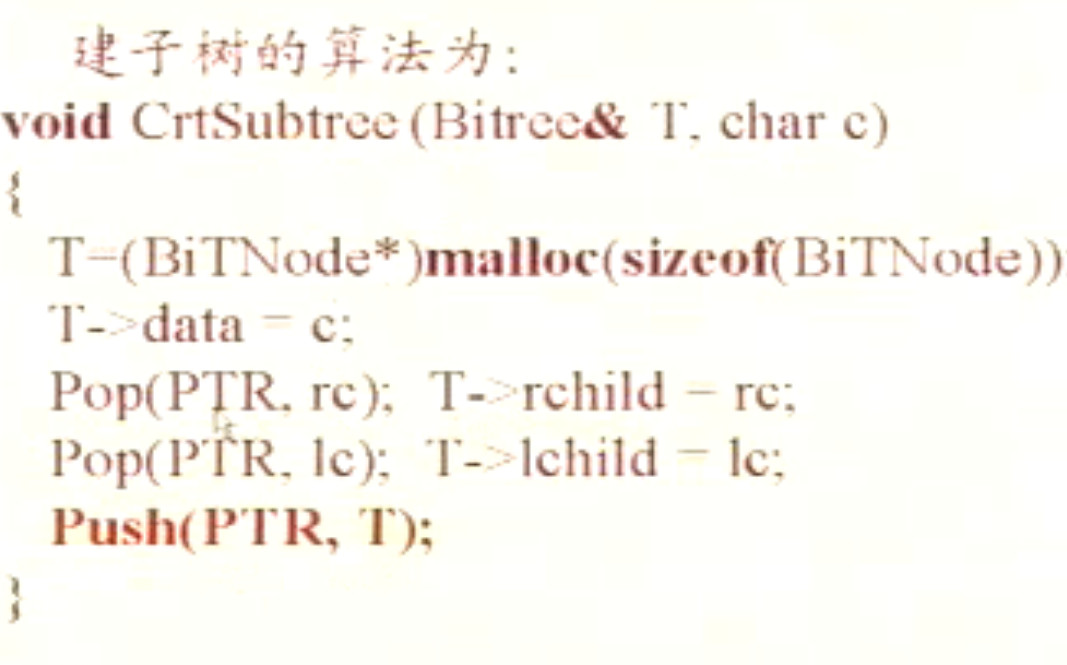 建子树的算法为:
void CrtSubtree (Bitree& T, char c)
{
T=(BiTNode*)malloc(sizeof(BiTNode));
T->data = c;
Pop(PTR, rc); T->rchild = rc;
Pop(PTR, lc); T->lchild = lc;
Push(PTR, T);
}